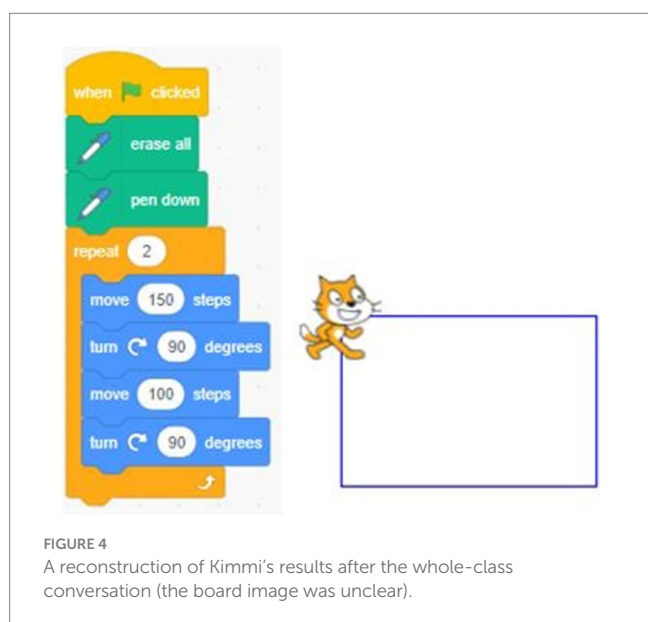 when clicked
erase all
pen down
repeat 2
move 150 steps
turn 90 degrees
move 100 steps
turn 90 degrees
FIGURE 4
A reconstruction of Kimmi’s results after the whole-class
conversation (the board image was unclear).